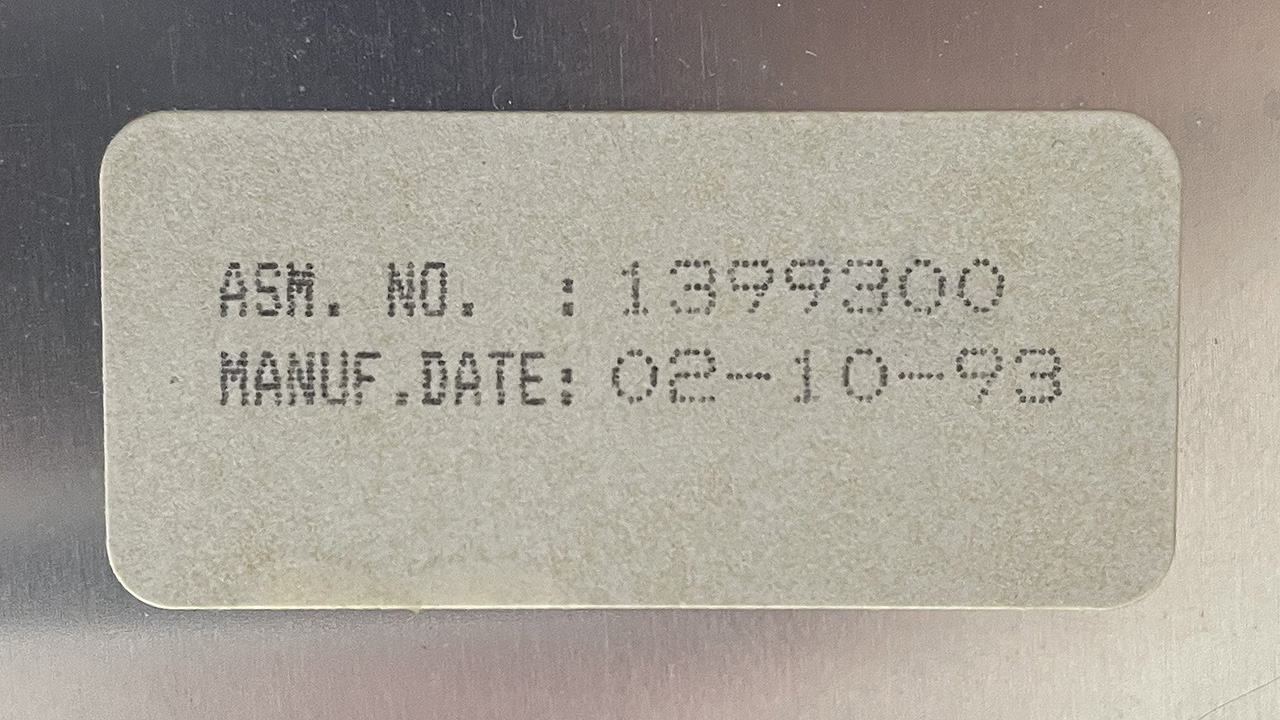 ASM. NO.  : 1399300
MANUF.DATE: 02-10-93